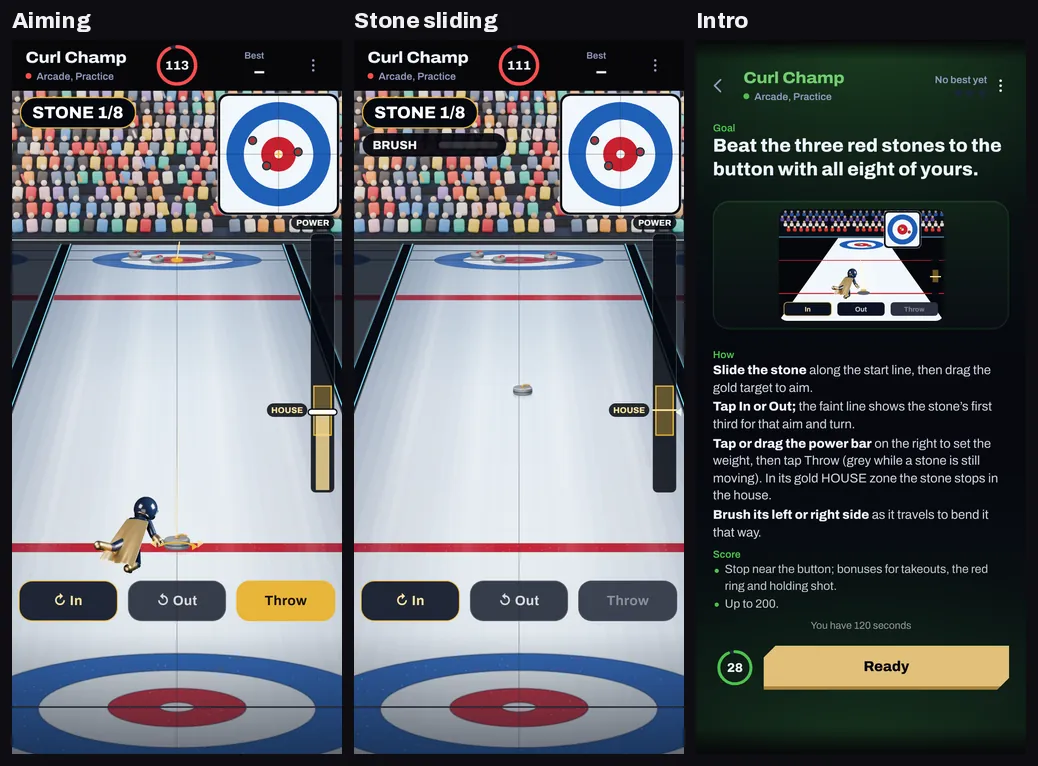 Aiming
Curl Champ
Arcade, Practice
113
Best
–
STONE 1/8
POWER
HOUSE
In
Out
Throw
Stone sliding
Curl Champ
Arcade, Practice
111
Best
–
STONE 1/8
BRUSH
POWER
HOUSE
In
Out
Throw
Intro
Curl Champ
Arcade, Practice
No best yet
Goal
Beat the three red stones to the
button with all eight of yours.
In
Out
Throw
How
Slide the stone along the start line, then drag the
gold target to aim.
Tap In or Out; the faint line shows the stone’s first
third for that aim and turn.
Tap or drag the power bar on the right to set the
weight, then tap Throw (grey while a stone is still
moving). In its gold HOUSE zone the stone stops in
the house.
Brush its left or right side as it travels to bend it
that way.
Score
Stop near the button; bonuses for takeouts, the red
ring and holding shot.
Up to 200.
You have 120 seconds
28
Ready